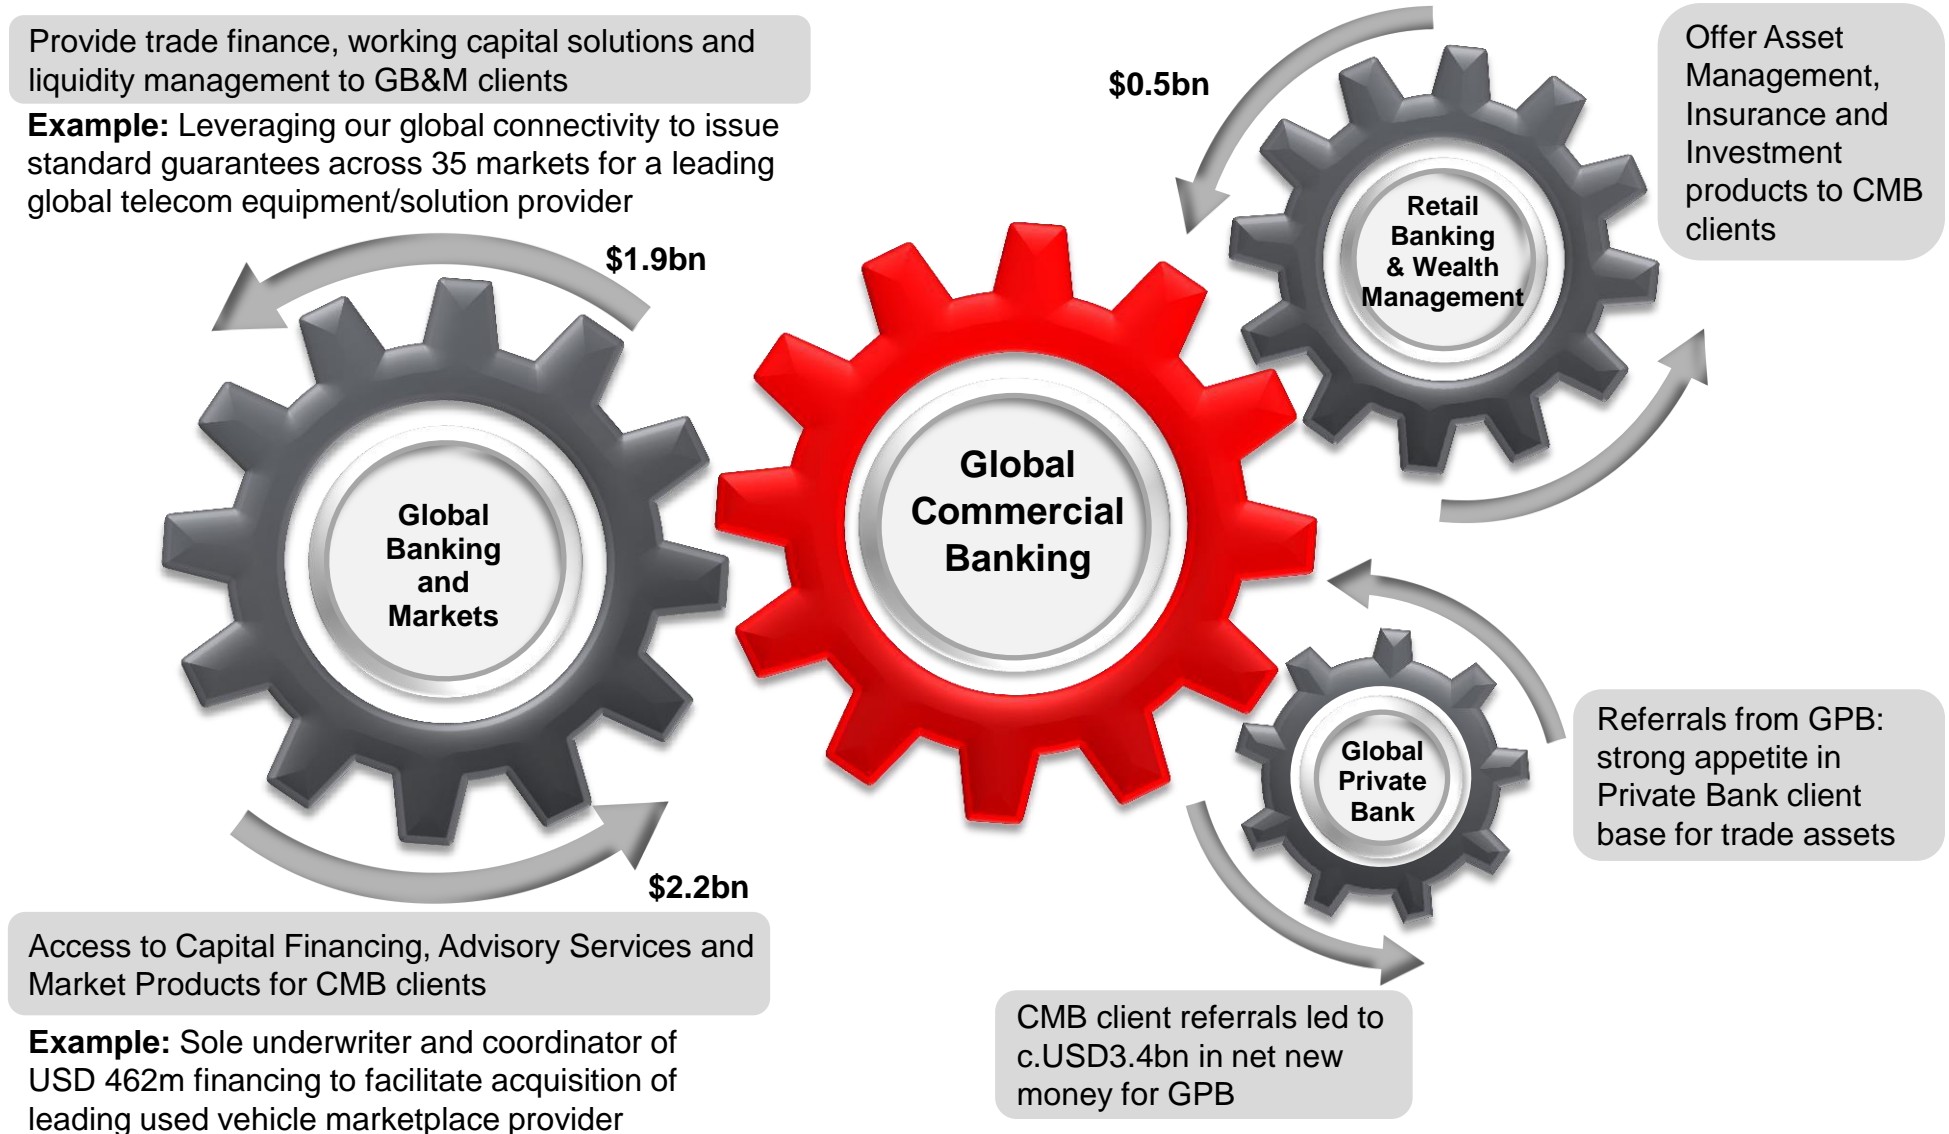 Provide trade finance, working capital solutions and
liquidity management to GB&M clients
Example: Leveraging our global connectivity to issue
standard guarantees across 35 markets for a leading
global telecom equipment/solution provider
$1.9bn
Global
Banking
and
Markets
$2.2bn
Access to Capital Financing, Advisory Services and
Market Products for CMB clients
Example: Sole underwriter and coordinator of
USD 462m financing to facilitate acquisition of
leading used vehicle marketplace provider
Global
Commercial
Banking
$0.5bn
Retail
Banking
& Wealth
Management
Offer Asset
Management,
Insurance and
Investment
products to CMB
clients
Global
Private
Bank
Referrals from GPB:
strong appetite in
Private Bank client
base for trade assets
CMB client referrals led to
c.USD3.4bn in net new
money for GPB